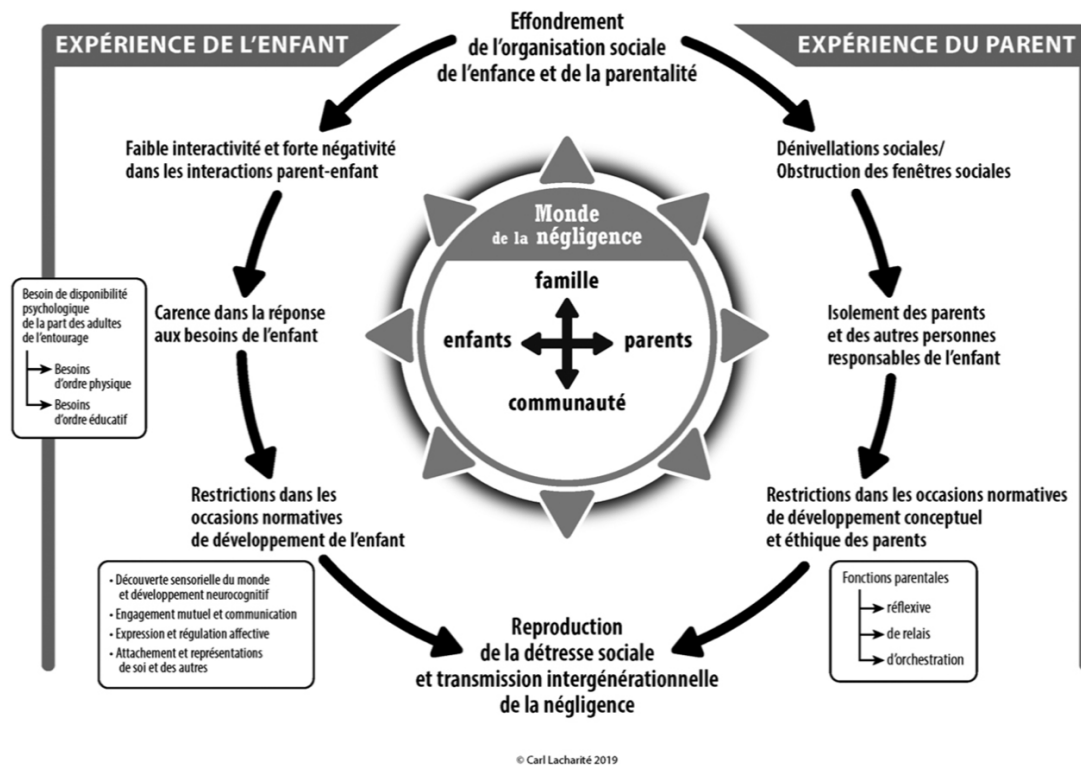 EXPÉRIENCE DE L'ENFANT
Effondrement
de l'organisation sociale
de l'enfance et de la parentalité
EXPÉRIENCE DU PARENT
Faible interactivité et forte négativité
dans les interactions parent-enfant
Dénivellations sociales/
Obstruction des fenêtres sociales
Monde
de la négligence
famille
enfants
parents
communauté
Besoin de disponibilité
psychologique
de la part des adultes
de l'entourage
Besoins
d'ordre physique
Besoins
d'ordre éducatif
Carence dans la réponse
aux besoins de l'enfant
Isolement des parents
et des autres personnes
responsables de l'enfant
Restrictions dans les
occasions normatives
de développement de l'enfant
Restrictions dans les occasions normatives
de développement conceptuel
et éthique des parents
• Découverte sensorielle du monde
et développement neurocognitif
• Engagement mutuel et communication
• Expression et régulation affective
• Attachement et représentations
de soi et des autres
Fonctions parentales
réflexive
de relais
d'orchestration
Reproduction
de la détresse sociale
et transmission intergénérationnelle
de la négligence
© Carl Lacharité 2019